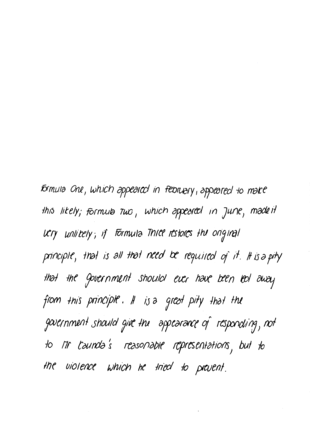 Formula One, which appeared in February, appeared to make
this likely; Formula Two, which appeared in June, made it
very unlikely; if Formula Three restores the original
principle, that is all that need be required of it. It is a pity
that the government should ever have been led away
from this principle. It is a great pity that the
government should give the appearance of responding, not
to Mr Kaunda's reasonable representations, but to
the violence which he tried to prevent.